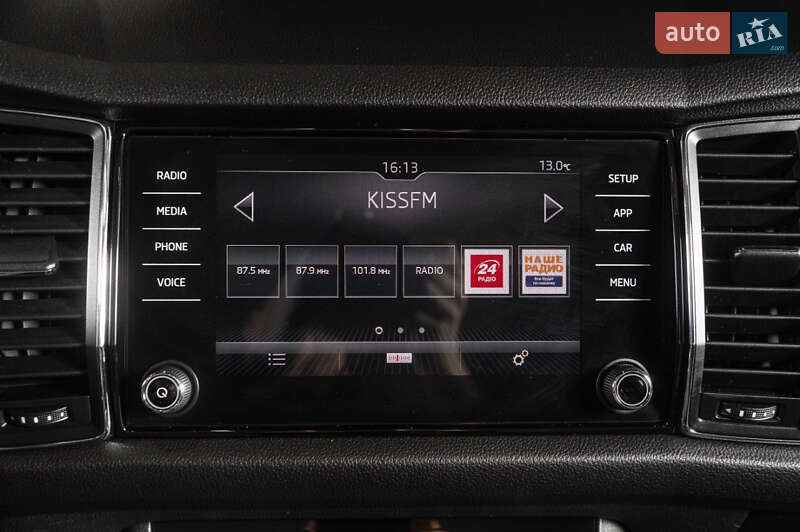 auto RIA .com
16:13
13.0°C
KISSFM
RADIO
MEDIA
PHONE
VOICE
87.5 MHz
87.9 MHz
101.8 MHz
RADIO
24
РАДІО
НАШЕ
РАДИО
SETUP
APP
CAR
MENU